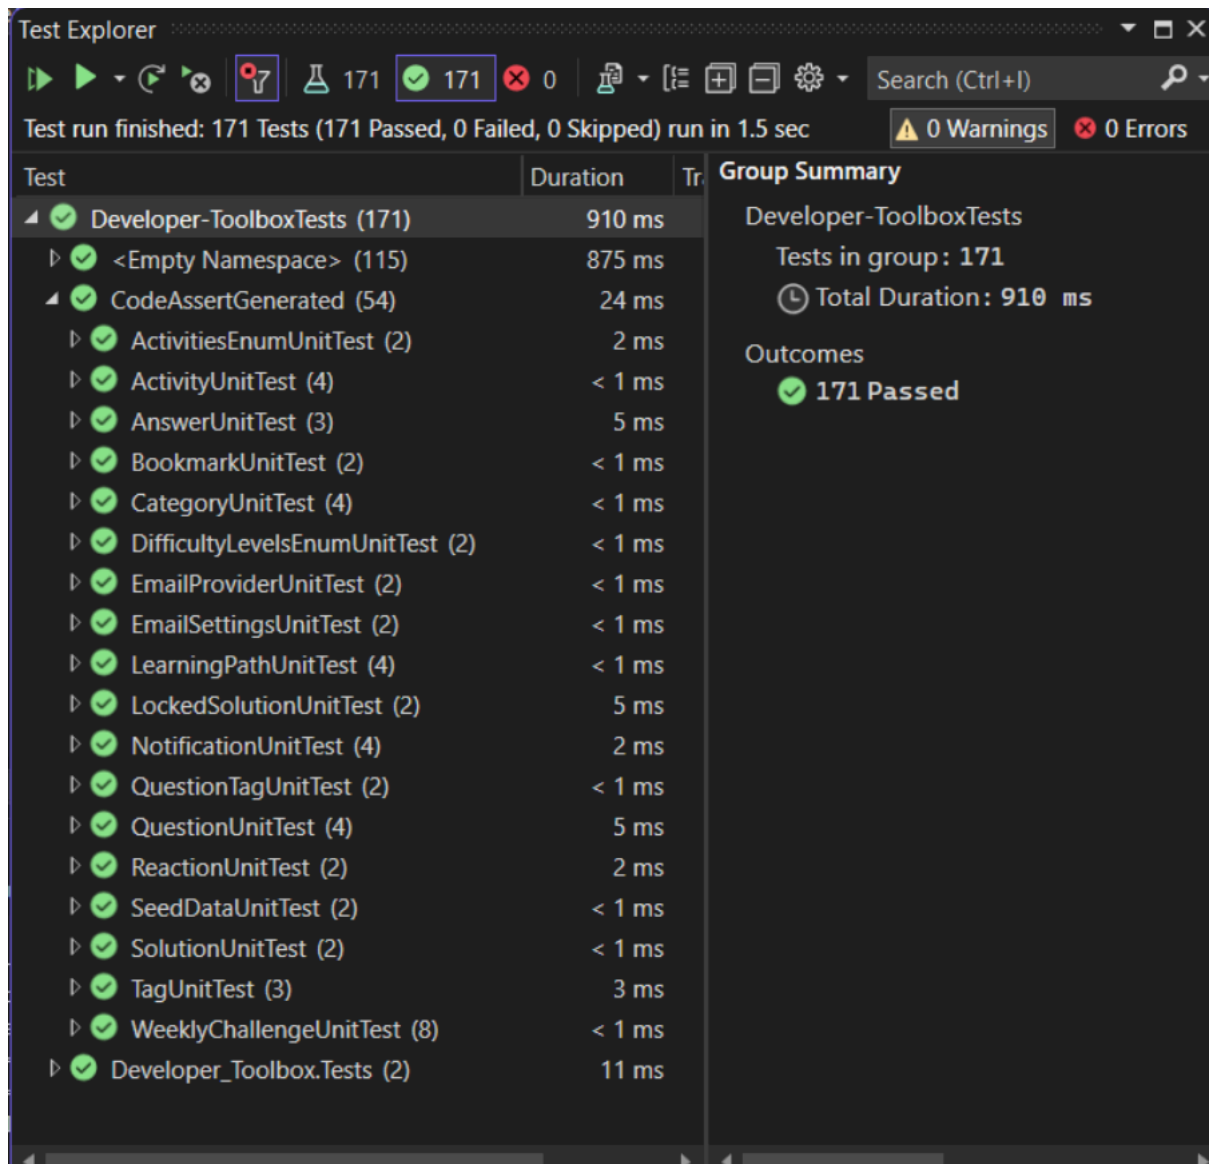 Test Explorer
171 171 0 Search (Ctrl+I)
Test run finished: 171 Tests (171 Passed, 0 Failed, 0 Skipped) run in 1.5 sec 0 Warnings 0 Errors
Test Duration Tr
Developer-ToolboxTests (171) 910 ms
<Empty Namespace> (115) 875 ms
CodeAssertGenerated (54) 24 ms
ActivitiesEnumUnitTest (2) 2 ms
ActivityUnitTest (4) < 1 ms
AnswerUnitTest (3) 5 ms
BookmarkUnitTest (2) < 1 ms
CategoryUnitTest (4) < 1 ms
DifficultyLevelsEnumUnitTest (2) < 1 ms
EmailProviderUnitTest (2) < 1 ms
EmailSettingsUnitTest (2) < 1 ms
LearningPathUnitTest (4) < 1 ms
LockedSolutionUnitTest (2) 5 ms
NotificationUnitTest (4) 2 ms
QuestionTagUnitTest (2) < 1 ms
QuestionUnitTest (4) 5 ms
ReactionUnitTest (2) 2 ms
SeedDataUnitTest (2) < 1 ms
SolutionUnitTest (2) < 1 ms
TagUnitTest (3) 3 ms
WeeklyChallengeUnitTest (8) < 1 ms
Developer_Toolbox.Tests (2) 11 ms
Group Summary
Developer-ToolboxTests
Tests in group: 171
Total Duration: 910 ms
Outcomes
171 Passed